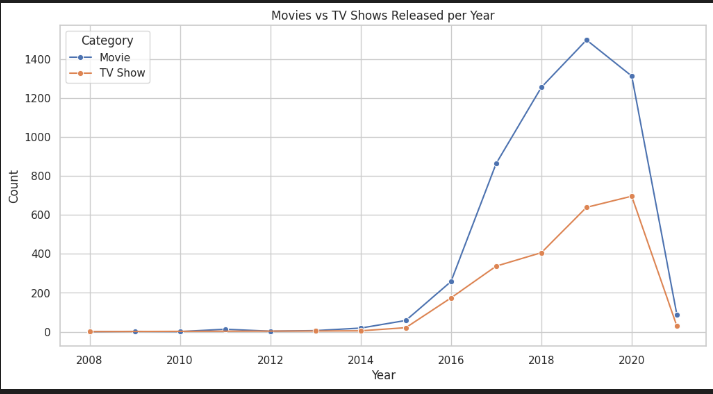 Movies vs TV Shows Released per Year
Category
Movie
TV Show
1400
1200
1000
800
600
400
200
0
Count
2008 2010 2012 2014 2016 2018 2020
Year